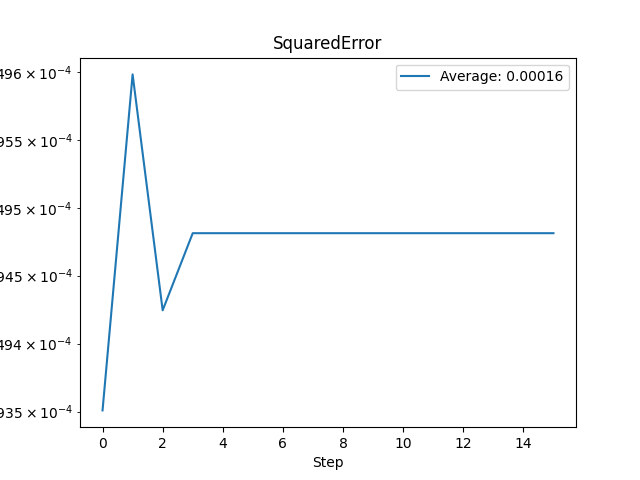 SquaredError
Average: 0.00016
496 × 10⁻⁴
955 × 10⁻⁴
495 × 10⁻⁴
945 × 10⁻⁴
494 × 10⁻⁴
935 × 10⁻⁴
0 2 4 6 8 10 12 14
Step